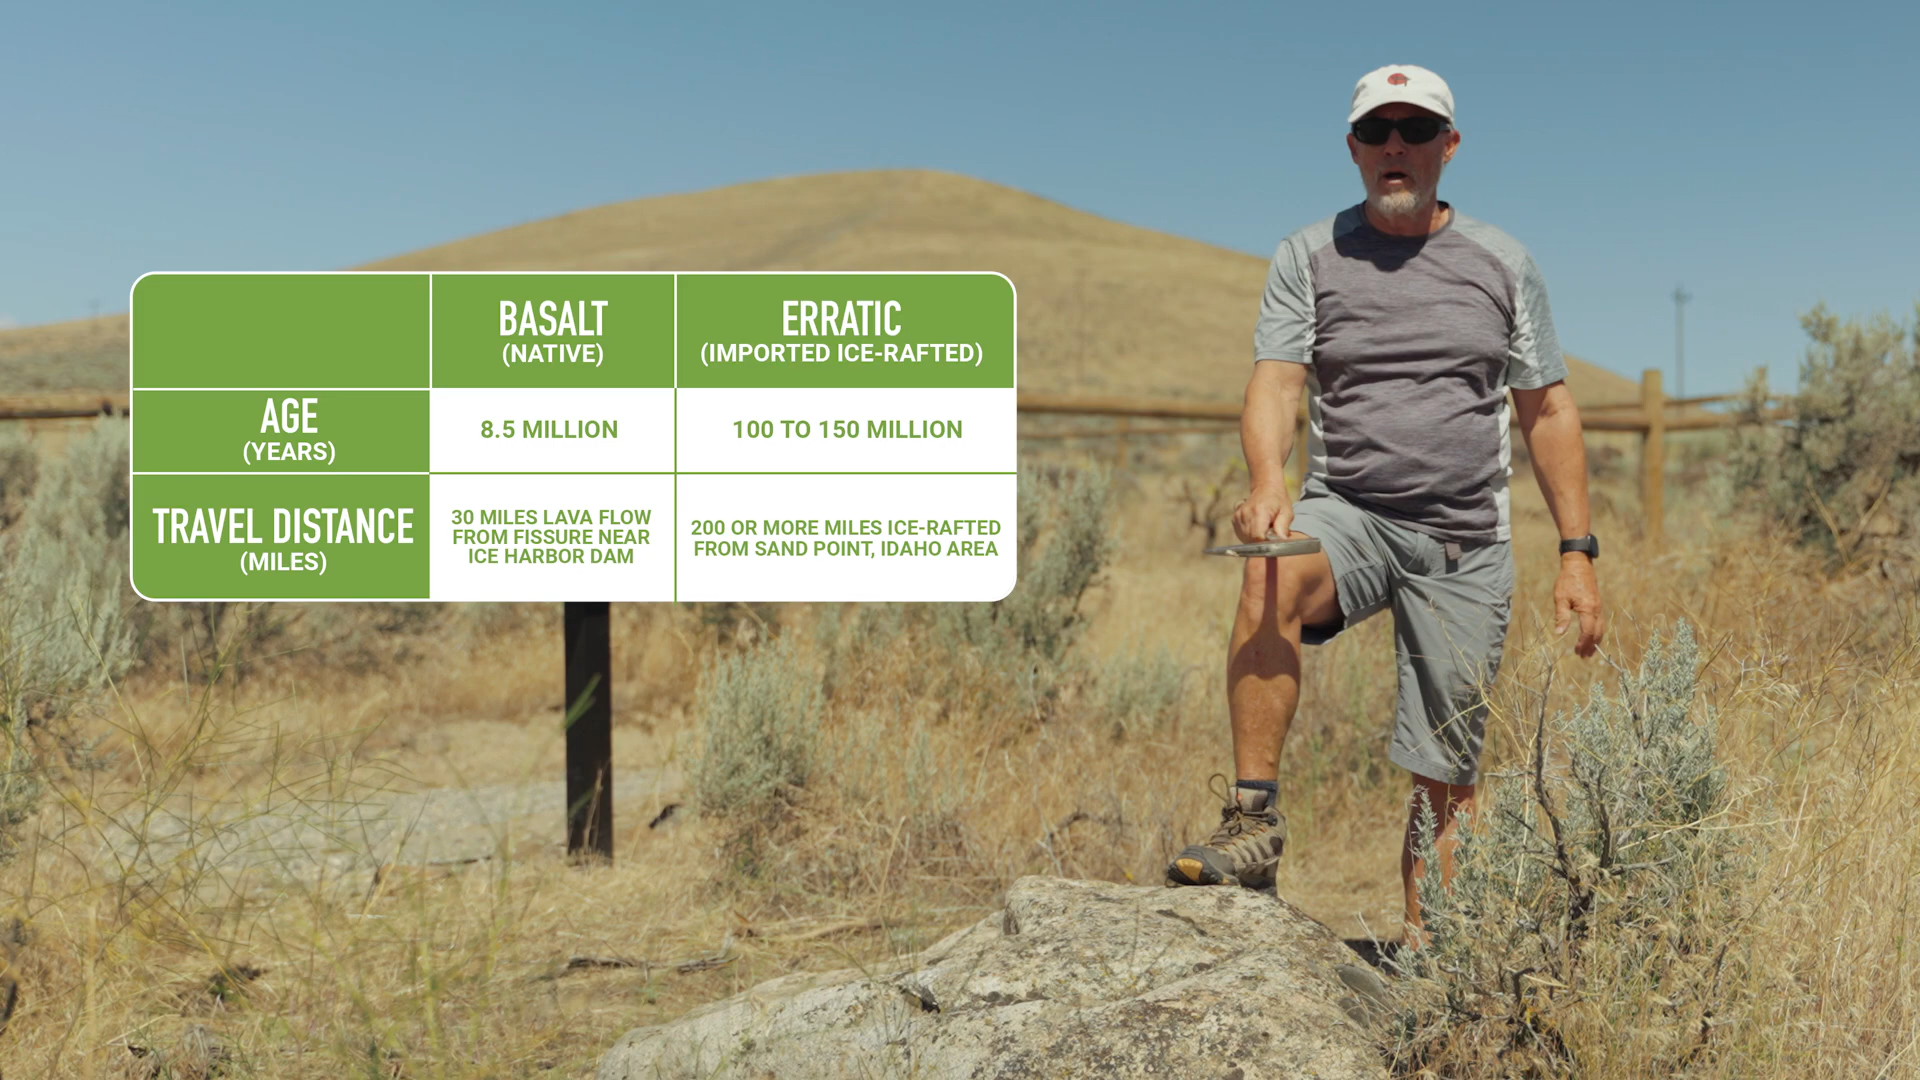 BASALT
(NATIVE)
ERRATIC
(IMPORTED ICE-RAFTED)
AGE
(YEARS)
8.5 MILLION
100 TO 150 MILLION
TRAVEL DISTANCE
(MILES)
30 MILES LAVA FLOW
FROM FISSURE NEAR
ICE HARBOR DAM
200 OR MORE MILES ICE-RAFTED
FROM SAND POINT, IDAHO AREA